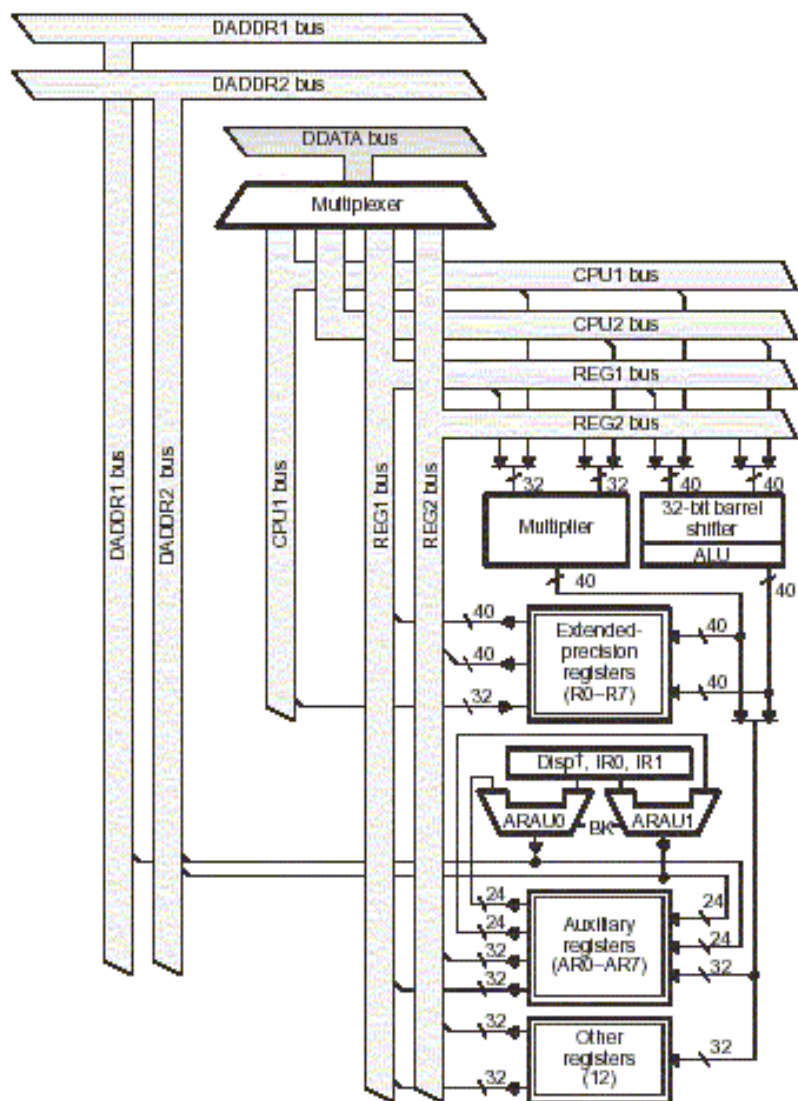 DADDR1 bus
DADDR2 bus
DDATA bus
Multiplexer
CPU1 bus
CPU2 bus
REG1 bus
REG2 bus
DADDR1 bus
DADDR2 bus
CPU1 bus
REG1 bus
REG2 bus
32
32
40
40
Multiplier
32-bit barrel
shifter
ALU
40
40
40
Extended-
precision
registers
(R0–R7)
40
40
40
32
Disp†, IR0, IR1
ARAU0
BK
ARAU1
24
24
24
24
Auxiliary
registers
(AR0–AR7)
32
32
32
32
Other
registers
(12)
32
32